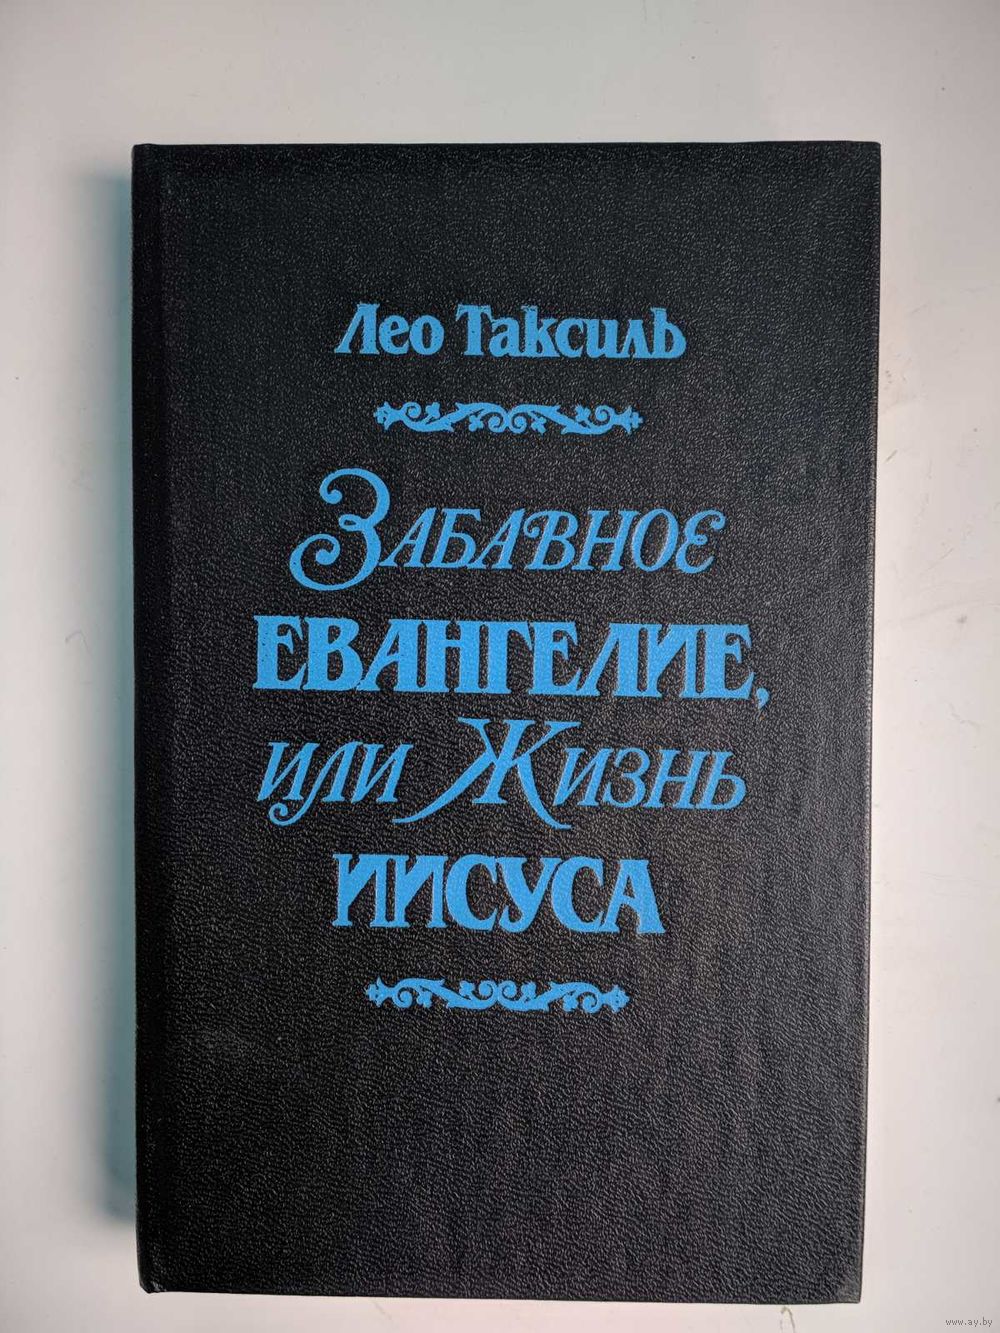 Лео Таксиль
Забавное
ЕВАНГЕЛИЕ,
или Жизнь
ИИСУСА
www.ay.by